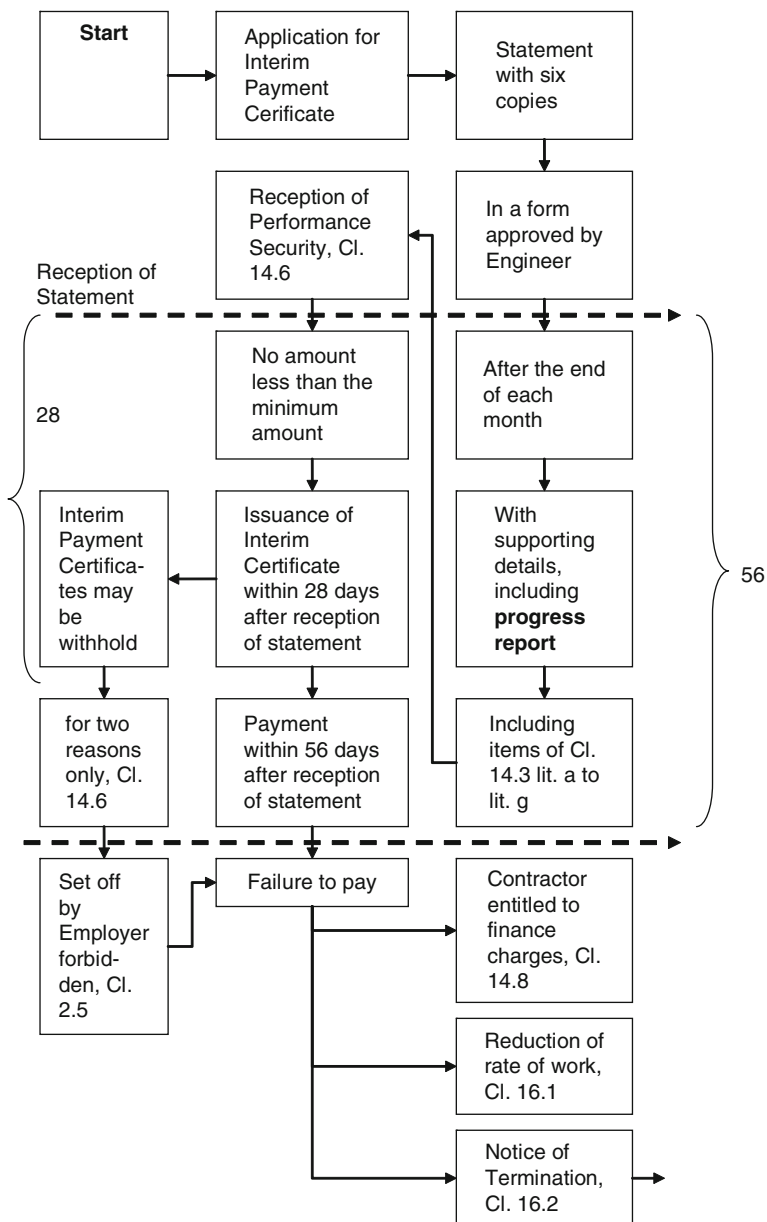 Start
Application for
Interim
Payment
Cerificate
Statement
with six
copies
Reception of
Performance
Security, Cl.
14.6
In a form
approved by
Engineer
Reception of
Statement
No amount
less than the
minimum
amount
After the end
of each
month
28
Interim
Payment
Certifica-
tes may
be
withhold
Issuance of
Interim
Certificate
within 28 days
after reception
of statement
With
supporting
details,
including
progress
report
56
for two
reasons
only, Cl.
14.6
Payment
within 56 days
after reception
of statement
Including
items of Cl.
14.3 lit. a to
lit. g
Set off
by
Employer
forbid-
den, Cl.
2.5
Failure to pay
Contractor
entitled to
finance
charges, Cl.
14.8
Reduction of
rate of work,
Cl. 16.1
Notice of
Termination,
Cl. 16.2